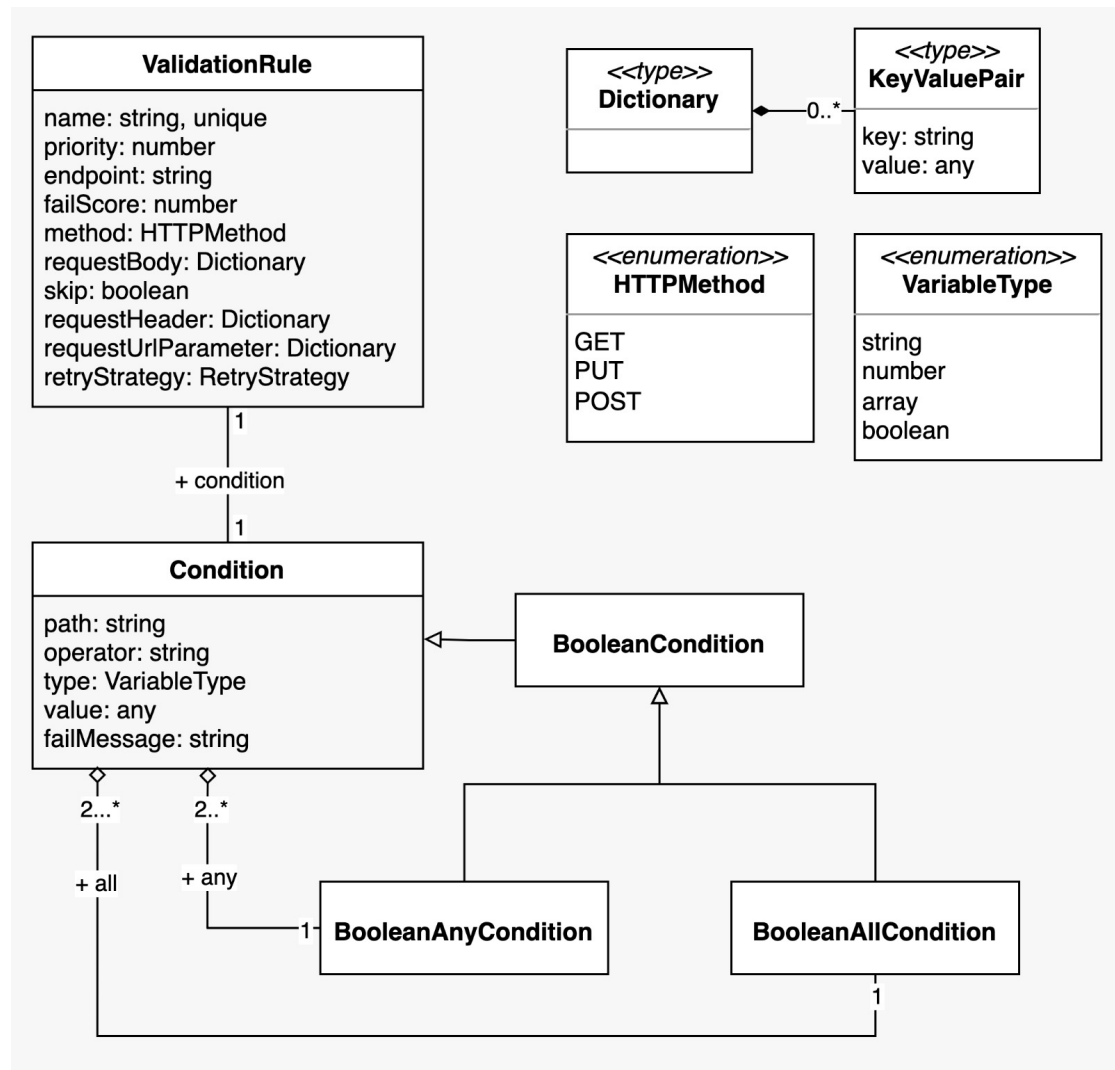 ValidationRule
name: string, unique
priority: number
endpoint: string
failScore: number
method: HTTPMethod
requestBody: Dictionary
skip: boolean
requestHeader: Dictionary
requestUrlParameter: Dictionary
retryStrategy: RetryStrategy
<<type>>
Dictionary
0..*
<<type>>
KeyValuePair
key: string
value: any
<<enumeration>>
HTTPMethod
GET
PUT
POST
<<enumeration>>
VariableType
string
number
array
boolean
1
+ condition
1
Condition
path: string
operator: string
type: VariableType
value: any
failMessage: string
BooleanCondition
2...*
2..*
+ all
+ any
1
BooleanAnyCondition
BooleanAllCondition
1